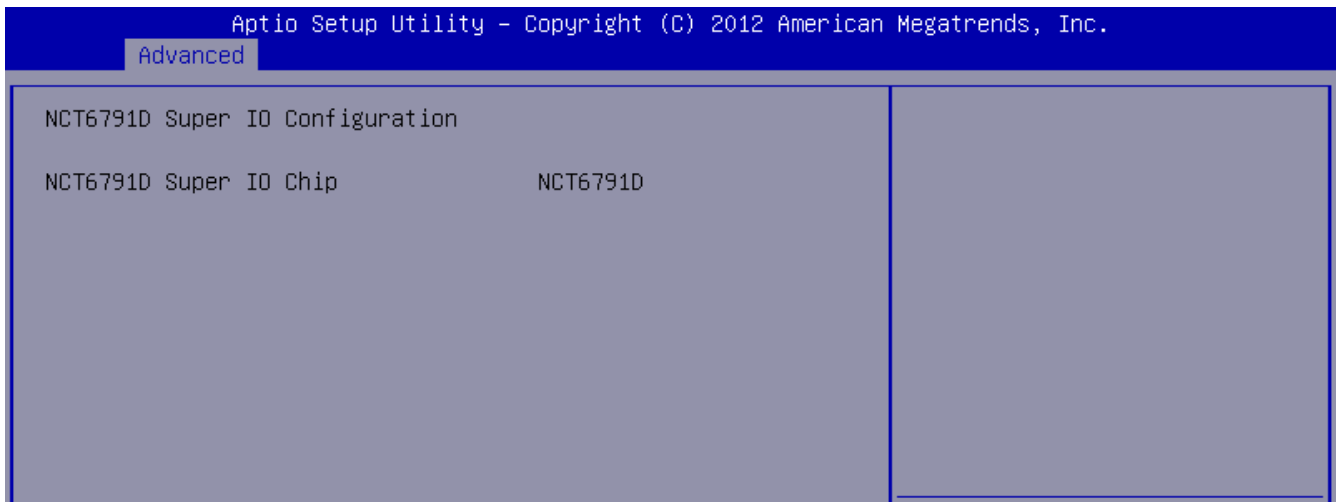 Aptio Setup Utility – Copyright (C) 2012 American Megatrends, Inc.
Advanced
NCT6791D Super IO Configuration
NCT6791D Super IO Chip NCT6791D